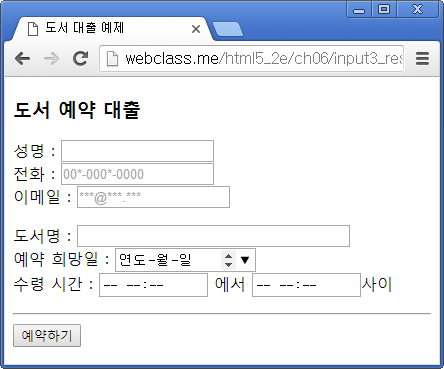 도서 대출 예제
webclass.me/html5_2e/ch06/input3_res
도서 예약 대출
성명 :
전화 : 00*-000*-0000
이메일 : ***@***.***
도서명 :
예약 희망일 : 연도-월-일
수령 시간 : -- --:-- 에서 -- --:-- 사이
예약하기